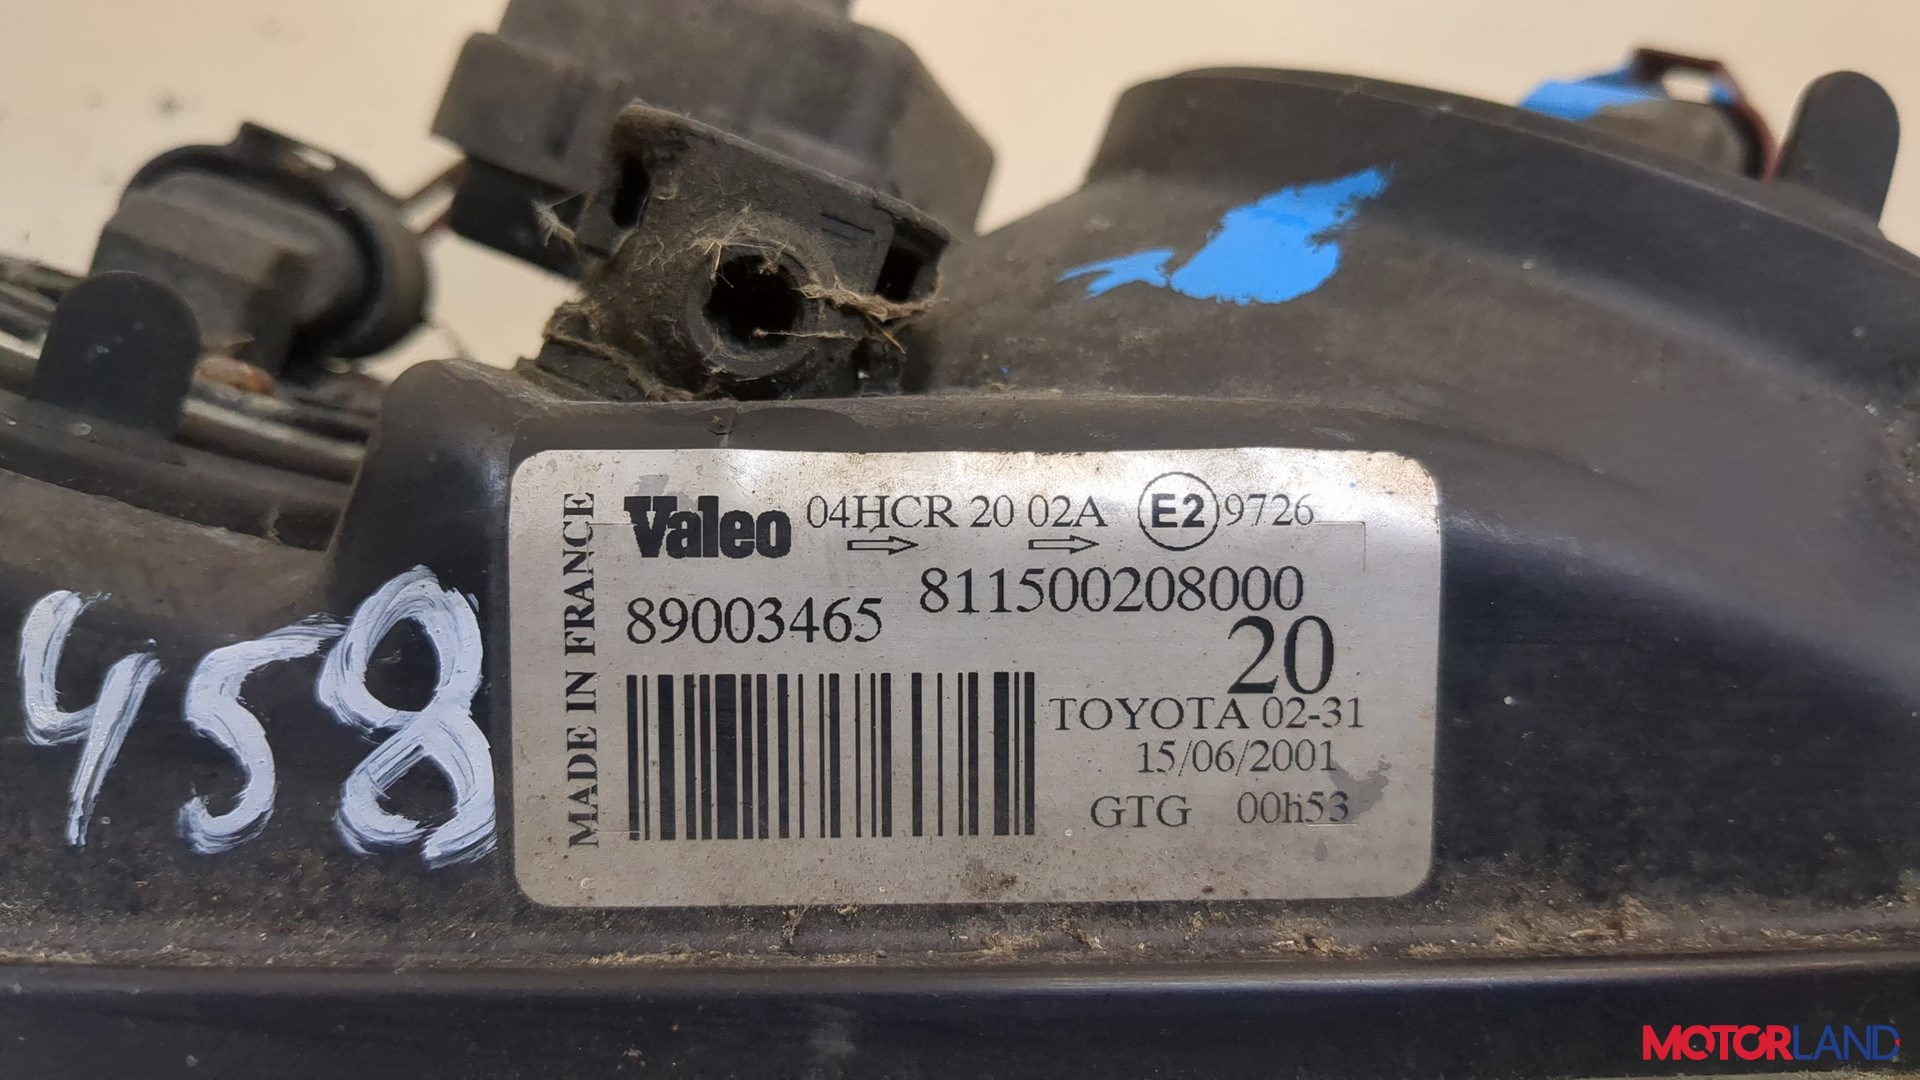 Valeo 04HCR 20 02A E2 9726
89003465 811500208000
20
TOYOTA 02-31
15/06/2001
GTG 00h53
MADE IN FRANCE
458
MOTORLAND